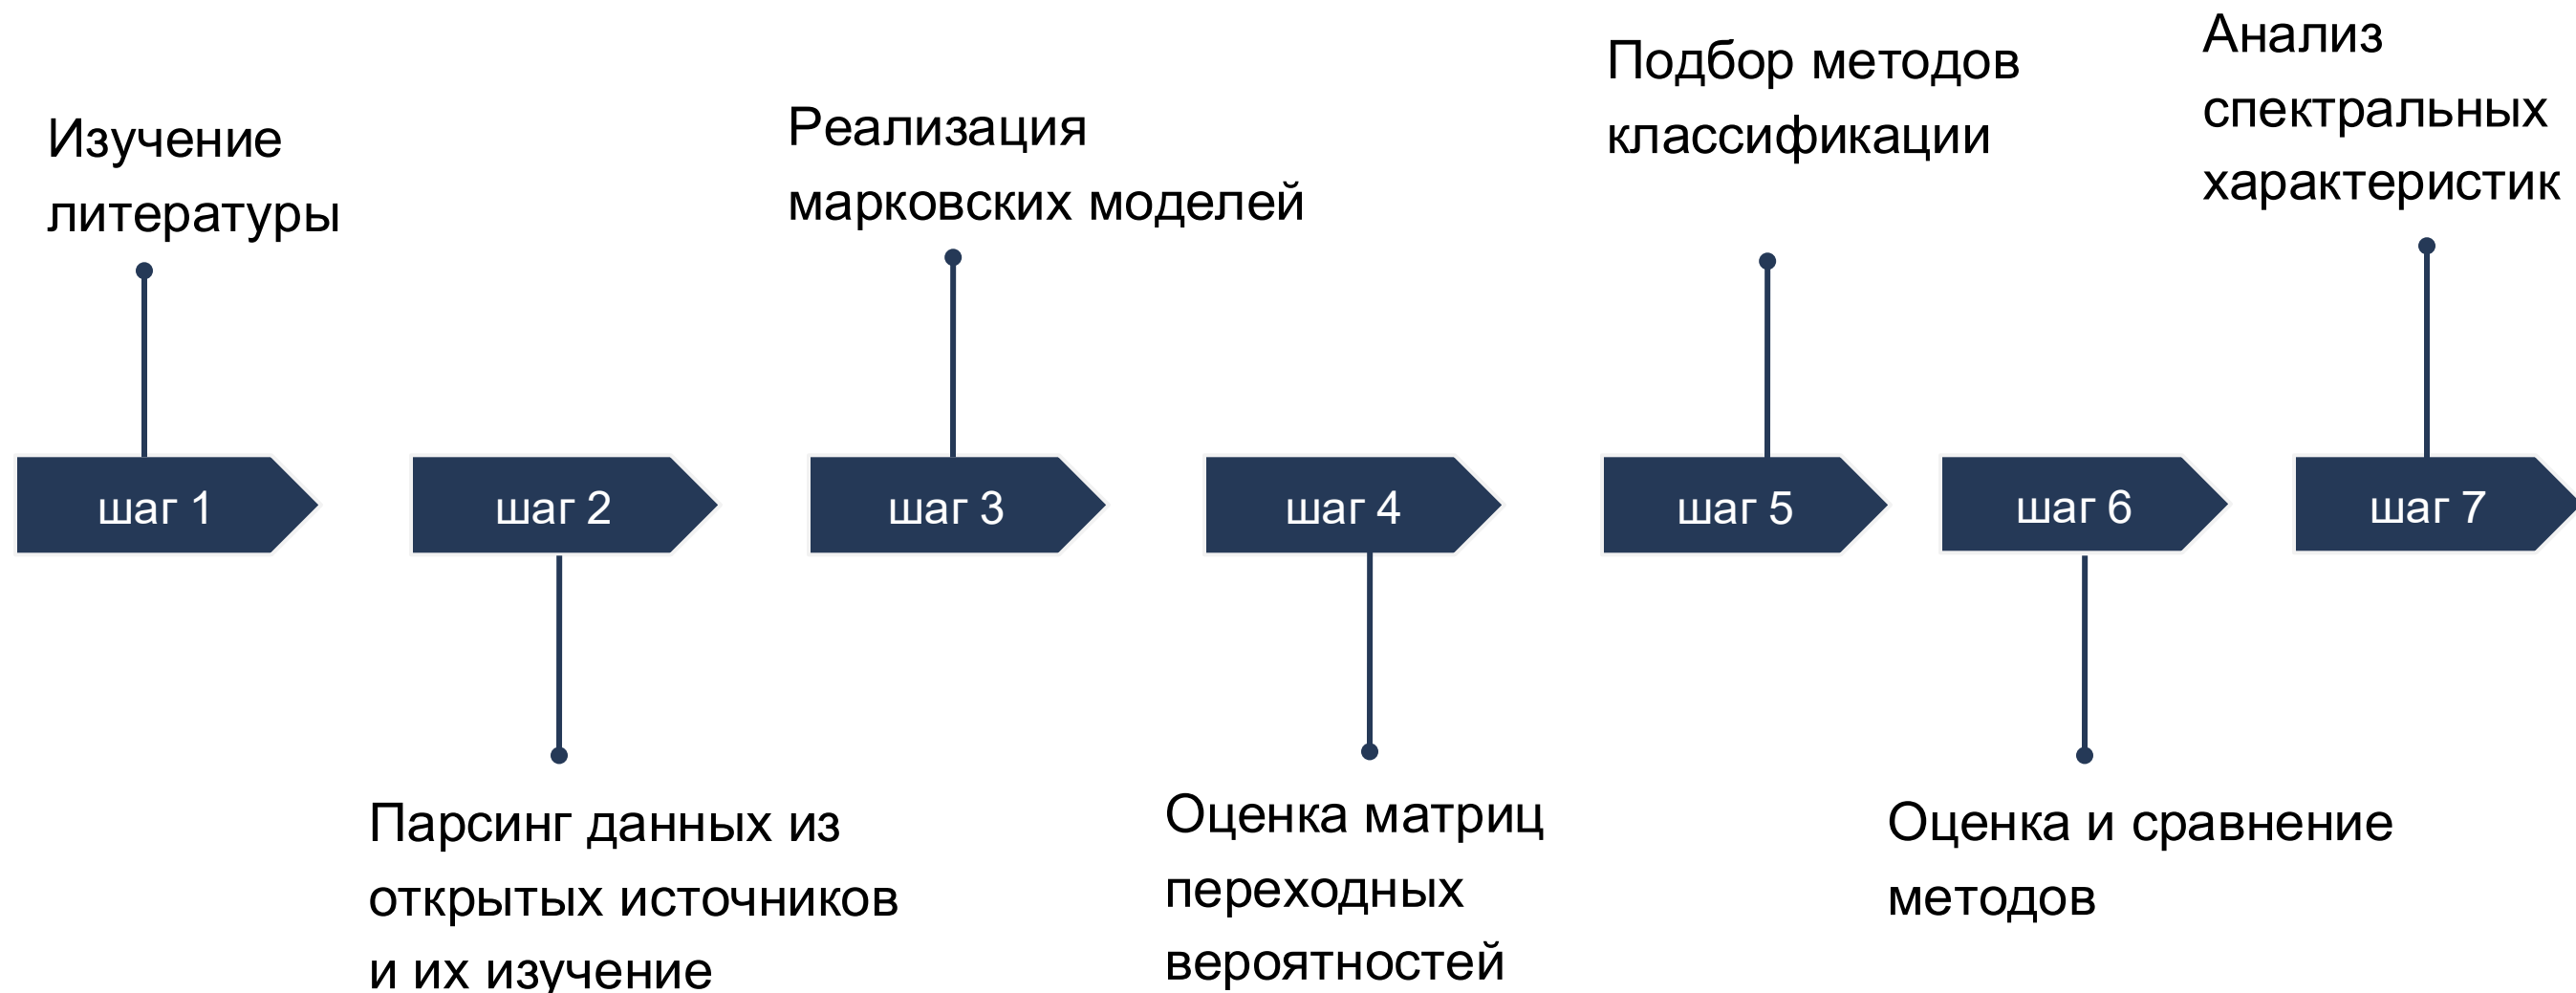 Изучение
литературы
Реализация
марковских моделей
Подбор методов
классификации
Анализ
спектральных
характеристик
шаг 1
шаг 2
шаг 3
шаг 4
шаг 5
шаг 6
шаг 7
Парсинг данных из
открытых источников
и их изучение
Оценка матриц
переходных
вероятностей
Оценка и сравнение
методов